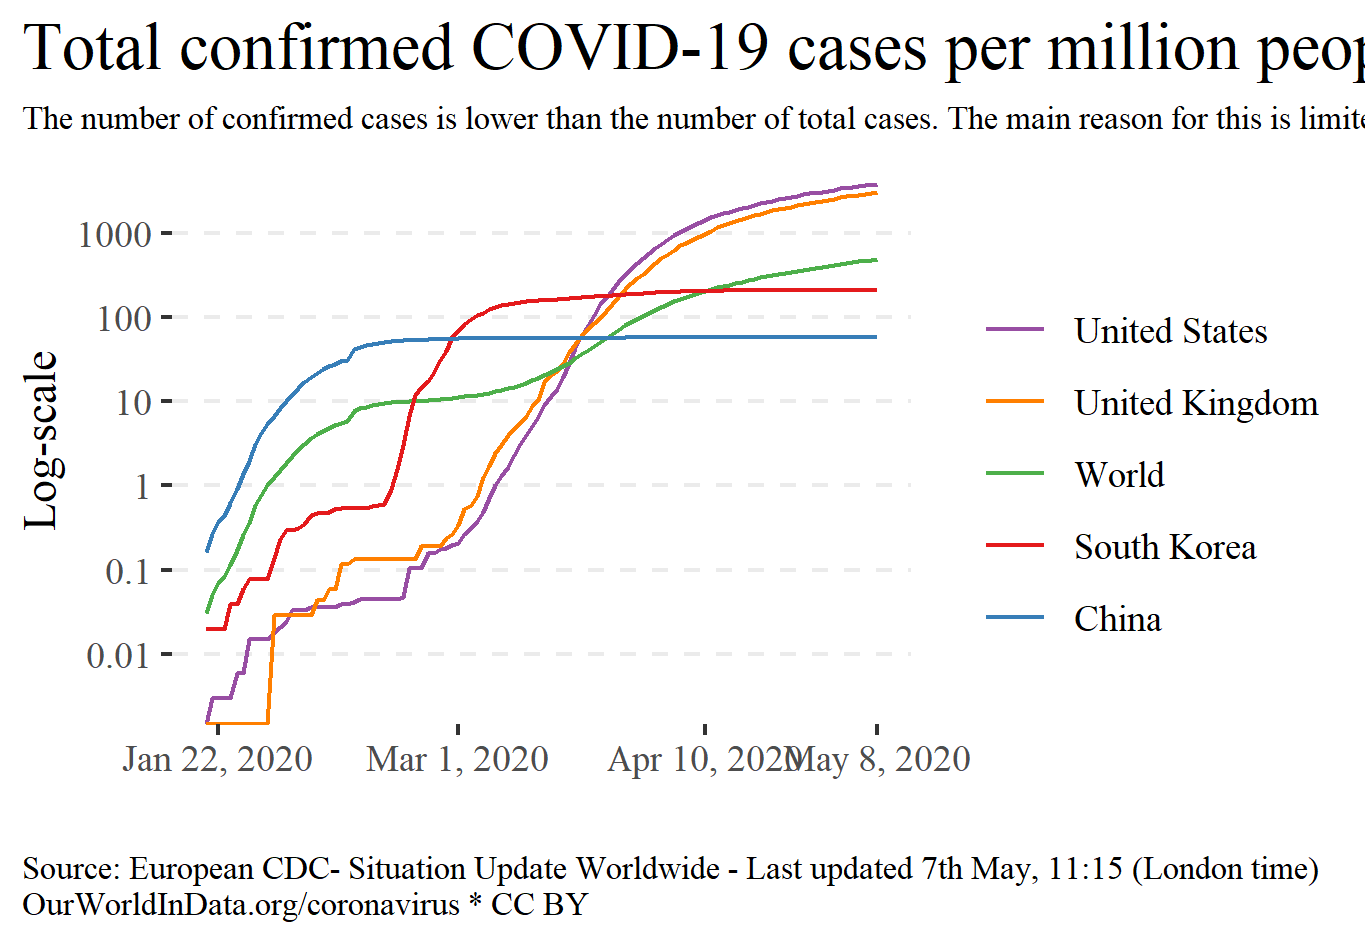 Total confirmed COVID-19 cases per million peop
The number of confirmed cases is lower than the number of total cases. The main reason for this is limite
Log-scale
1000
100
10
1
0.1
0.01
Jan 22, 2020
Mar 1, 2020
Apr 10, 2020
May 8, 2020
United States
United Kingdom
World
South Korea
China
Source: European CDC- Situation Update Worldwide - Last updated 7th May, 11:15 (London time)
OurWorldInData.org/coronavirus * CC BY